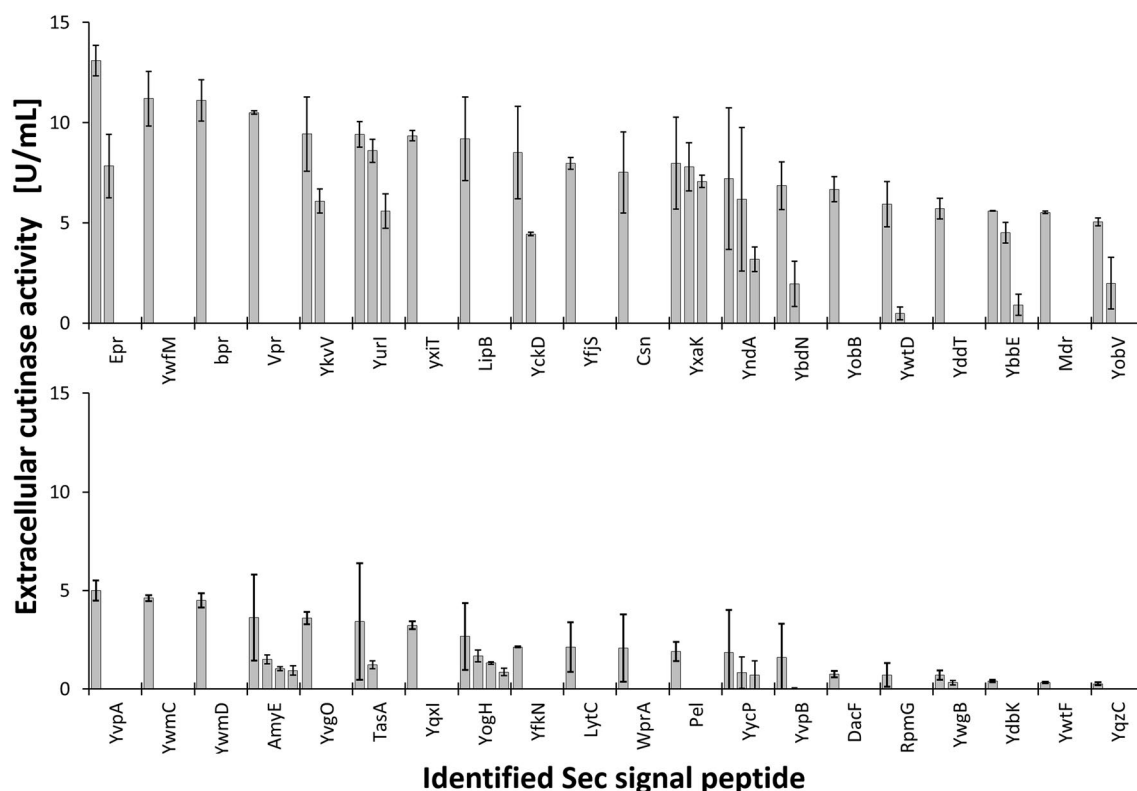 Extracellular cutinase activity [U/mL]
15
10
5
0
Epr
YwfM
bpr
Vpr
YkvV
YurI
yxiT
LipB
YckD
YfjS
Csn
YxaK
YndA
YbdN
YobB
YwtD
YddT
YbbE
Mdr
YobV
15
10
5
0
YvpA
YwmC
YwmD
AmyE
YvgO
TasA
YqxI
YogH
YfkN
LytC
WprA
Pel
YycP
YvpB
DacF
RpmG
YwgB
YdbK
YwtF
YqzC
Identified Sec signal peptide